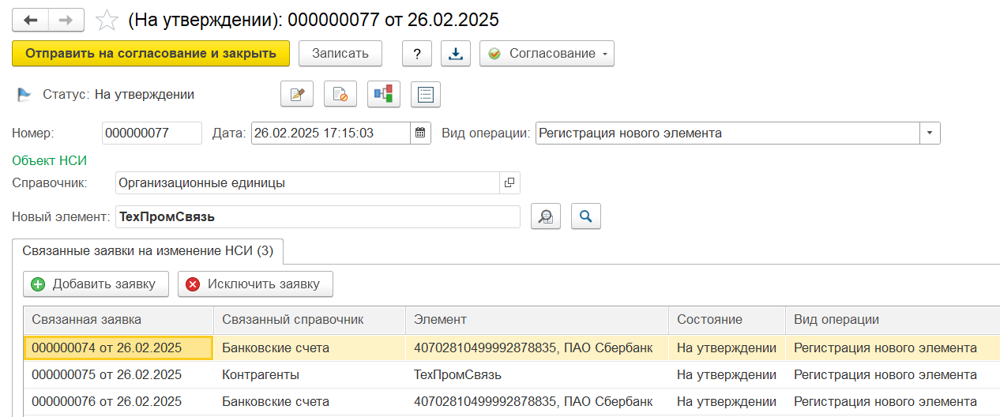 (На утверждении): 000000077 от 26.02.2025
Отправить на согласование и закрыть Записать ? Согласование
Статус: На утверждении
Номер: 000000077 Дата: 26.02.2025 17:15:03 Вид операции: Регистрация нового элемента
Объект НСИ
Справочник: Организационные единицы
Новый элемент: ТехПромСвязь
Связанные заявки на изменение НСИ (3)
Добавить заявку Исключить заявку
Связанная заявка Связанный справочник Элемент Состояние Вид операции
000000074 от 26.02.2025 Банковские счета 40702810499992878835, ПАО Сбербанк На утверждении Регистрация нового элемента
000000075 от 26.02.2025 Контрагенты ТехПромСвязь На утверждении Регистрация нового элемента
000000076 от 26.02.2025 Банковские счета 40702810499992878835, ПАО Сбербанк На утверждении Регистрация нового элемента